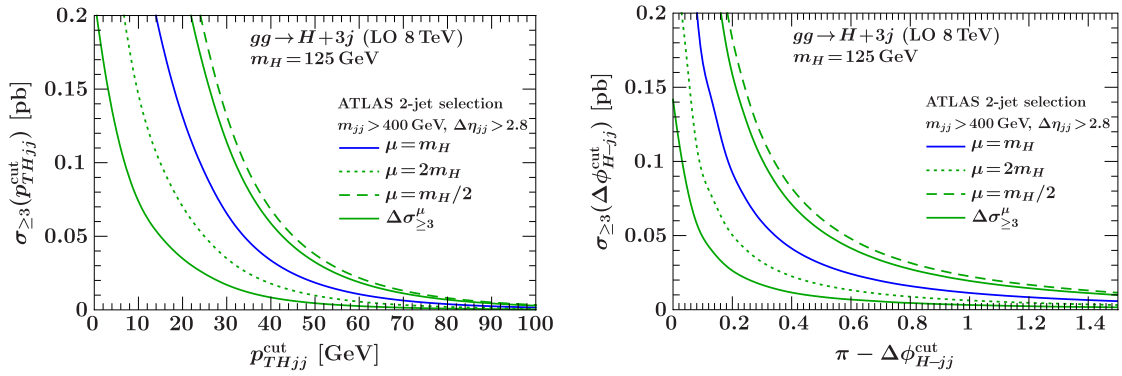 gg → H+3j (LO 8 TeV)
m_H = 125 GeV
ATLAS 2-jet selection
m_jj > 400 GeV, Δη_jj > 2.8
μ = m_H
μ = 2m_H
μ = m_H/2
Δσ^μ_≥3
σ_≥3(p^cut_THjj) [pb]
0.2
0.15
0.1
0.05
0
0 10 20 30 40 50 60 70 80 90 100
p^cut_THjj [GeV]
gg → H+3j (LO 8 TeV)
m_H = 125 GeV
ATLAS 2-jet selection
m_jj > 400 GeV, Δη_jj > 2.8
μ = m_H
μ = 2m_H
μ = m_H/2
Δσ^μ_≥3
σ_≥3(Δϕ^cut_H−jj) [pb]
0.2
0.15
0.1
0.05
0
0 0.2 0.4 0.6 0.8 1 1.2 1.4
π − Δϕ^cut_H−jj